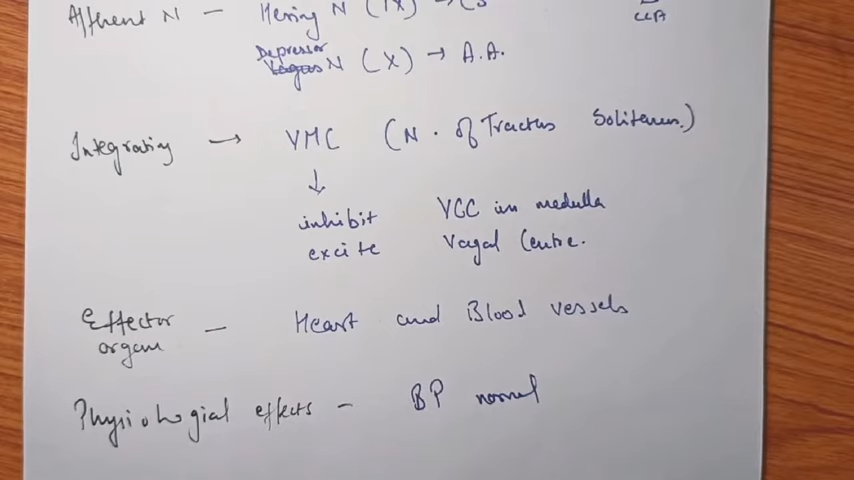 Afferent N — Hering N (IX) → CS
CCA
Depressor
Vagus N (X) → A.A.
Integrating → VMC (N. of Tractus Solitarus.)
↓
inhibit VCC in medulla
excite Vagal Centre.
Effector organ — Heart and Blood vessels
Physiological effects — BP normal